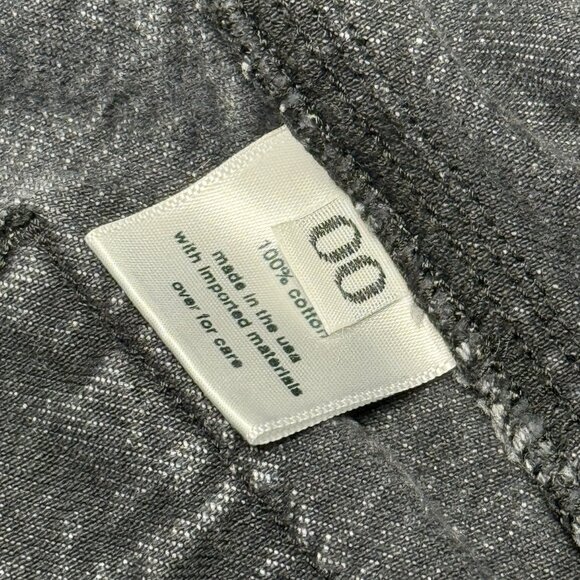 00
100% cotton
made in the usa
with imported materials
over for care